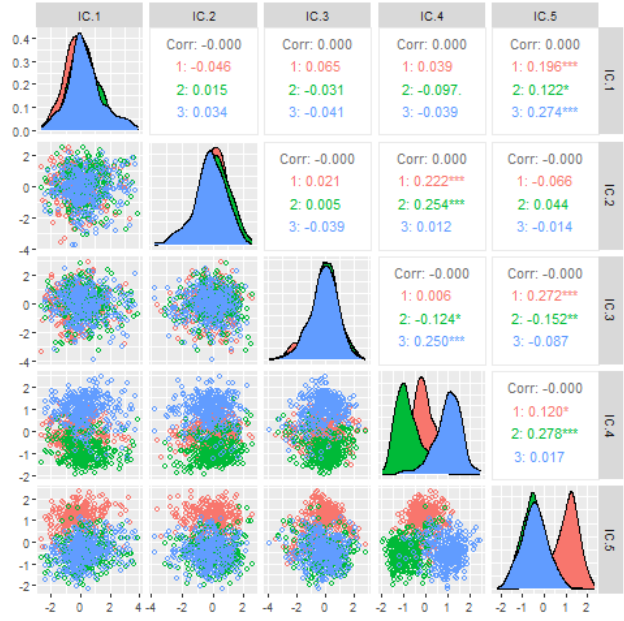 IC.1 IC.2 IC.3 IC.4 IC.5
0.4 0.3 0.2 0.1 0.0
Corr: -0.000
1: -0.046
2: 0.015
3: 0.034
Corr: 0.000
1: 0.065
2: -0.031
3: -0.041
Corr: 0.000
1: 0.039
2: -0.097.
3: -0.039
Corr: 0.000
1: 0.196***
2: 0.122*
3: 0.274***
IC.1
2 0 -2 -4
Corr: -0.000
1: 0.021
2: 0.005
3: -0.039
Corr: 0.000
1: 0.222***
2: 0.254***
3: 0.012
Corr: -0.000
1: -0.066
2: 0.044
3: -0.014
IC.2
2 0 -2 -4
Corr: -0.000
1: 0.006
2: -0.124*
3: 0.250***
Corr: -0.000
1: 0.272***
2: -0.152**
3: -0.087
IC.3
2 1 0 -1 -2
Corr: -0.000
1: 0.120*
2: 0.278***
3: 0.017
IC.4
2 1 0 -1 -2
IC.5
-2 0 2 4 -4 -2 0 2 -4 -2 0 2 -2 -1 0 1 2 -2 -1 0 1 2